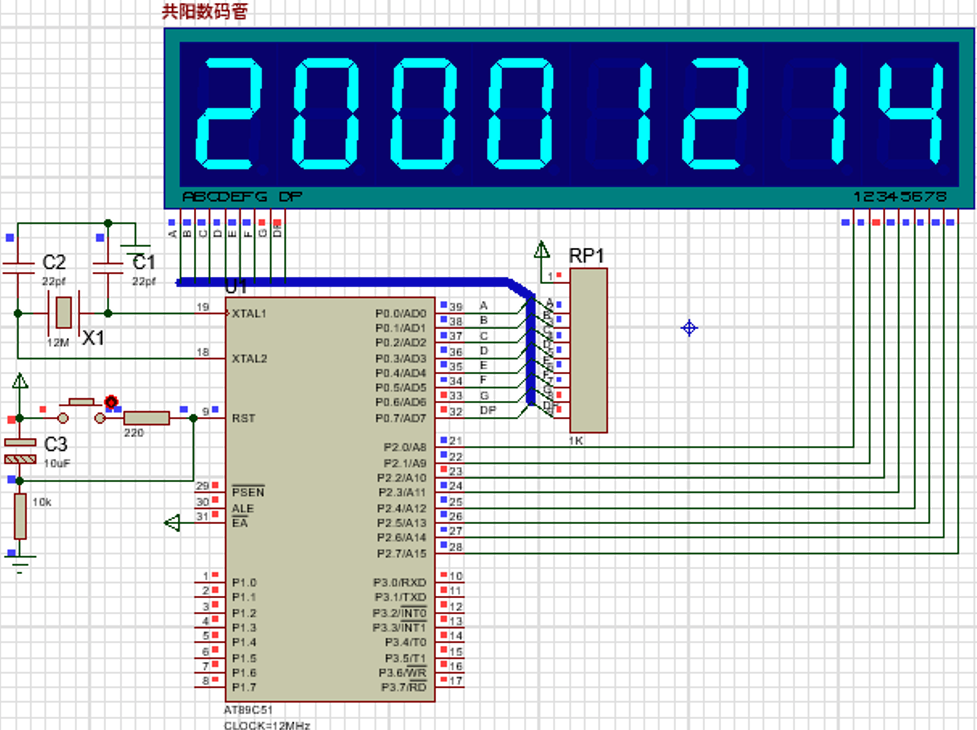 共阳数码管
20001214
ABCDEFG DP
12345678
A B C D E F G DP
C2
22pf
C1
22pf
X1
12M
RP1
1
A
B
C
D
E
F
G
DP
1K
U1
19 XTAL1
18 XTAL2
9 RST
29 PSEN
30 ALE
31 EA
1 P1.0
2 P1.1
3 P1.2
4 P1.3
5 P1.4
6 P1.5
7 P1.6
8 P1.7
P0.0/AD0 39 A
P0.1/AD1 38 B
P0.2/AD2 37 C
P0.3/AD3 36 D
P0.4/AD4 35 E
P0.5/AD5 34 F
P0.6/AD6 33 G
P0.7/AD7 32 DP
P2.0/A8 21
P2.1/A9 22
P2.2/A10 23
P2.3/A11 24
P2.4/A12 25
P2.5/A13 26
P2.6/A14 27
P2.7/A15 28
P3.0/RXD 10
P3.1/TXD 11
P3.2/INT0 12
P3.3/INT1 13
P3.4/T0 14
P3.5/T1 15
P3.6/WR 16
P3.7/RD 17
220
C3
10uF
10k
AT89C51
CLOCK=12MHz